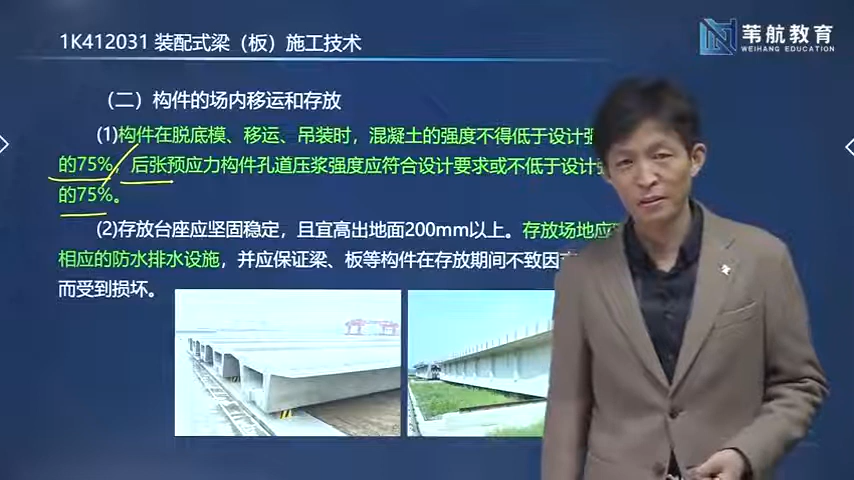 1K412031 装配式梁（板）施工技术
苇航教育
WEIHANG EDUCATION
（二）构件的场内移运和存放
(1)构件在脱底模、移运、吊装时，混凝土的强度不得低于设计
的75%，后张预应力构件孔道压浆强度应符合设计要求或不低于设计
的75%。
(2)存放台座应坚固稳定，且宜高出地面200mm以上。存放场地应
相应的防水排水设施，并应保证梁、板等构件在存放期间不致因
而受到损坏。